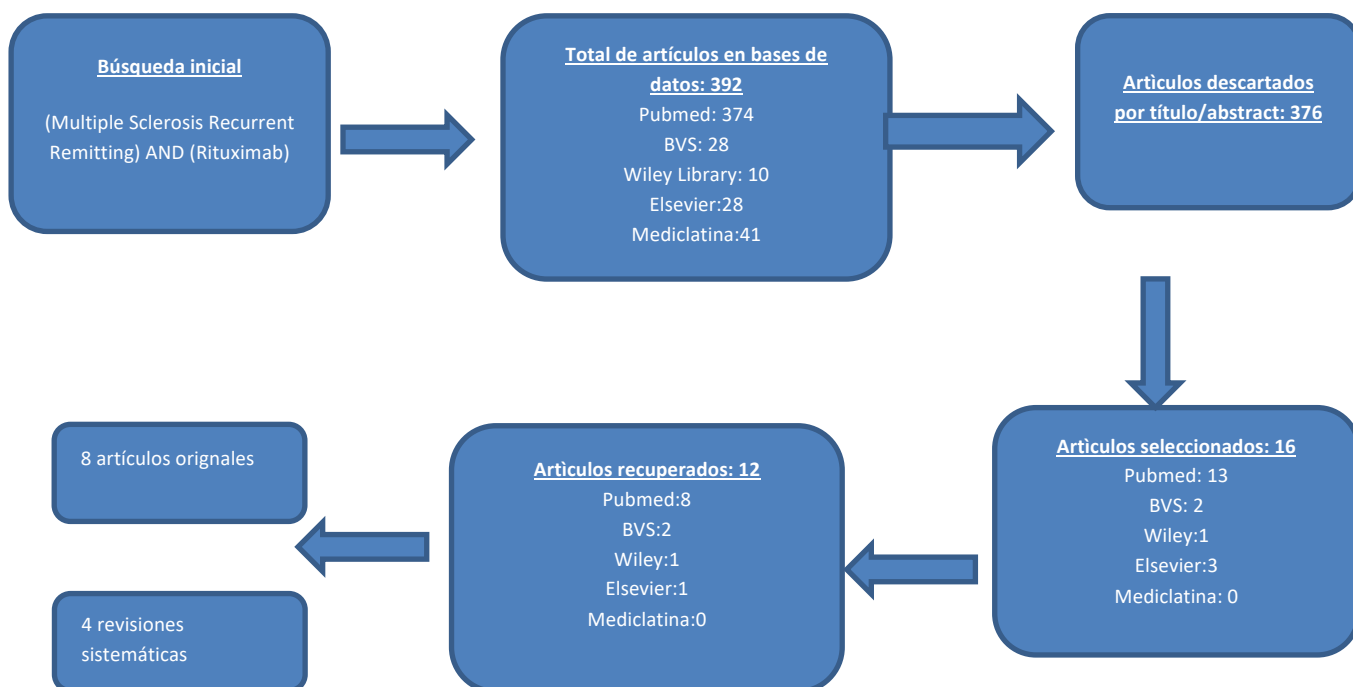 Búsqueda inicial
(Multiple Sclerosis Recurrent
Remitting) AND (Rituximab)
Total de artículos en bases de
datos: 392
Pubmed: 374
BVS: 28
Wiley Library: 10
Elsevier:28
Mediclatina:41
Artìculos descartados
por título/abstract: 376
Artìculos seleccionados: 16
Pubmed: 13
BVS: 2
Wiley:1
Elsevier:3
Mediclatina: 0
Artìculos recuperados: 12
Pubmed:8
BVS:2
Wiley:1
Elsevier:1
Mediclatina:0
8 artículos orignales
4 revisiones
sistemáticas